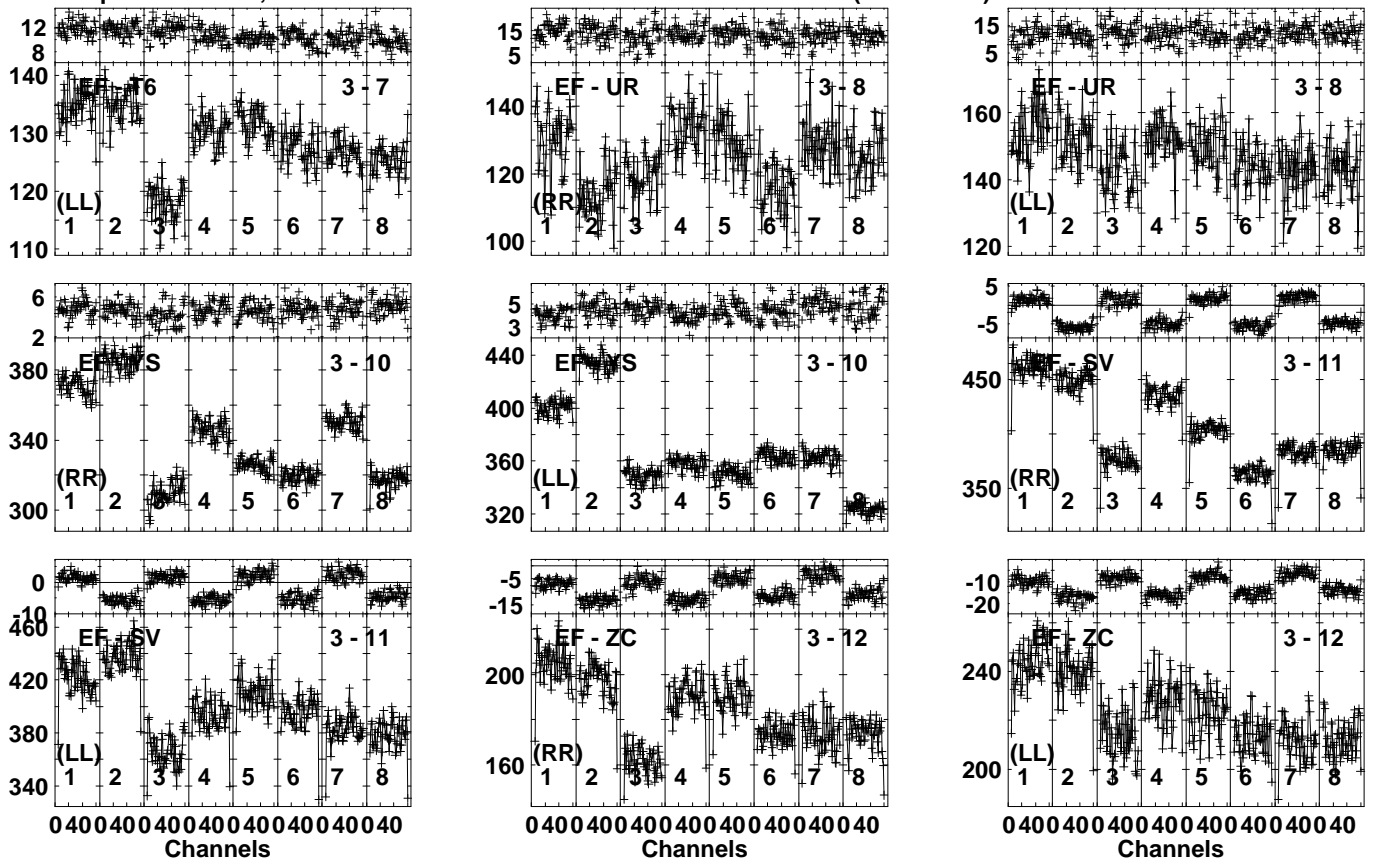 12
8
140
130
120
110
EF - T6 3 - 7
(LL)
1 2 3 4 5 6 7 8
15
5
140
120
100
EF - UR 3 - 8
(RR)
1 2 3 4 5 6 7 8
15
5
160
140
120
EF - UR 3 - 8
(LL)
1 2 3 4 5 6 7 8
6
2
380
340
300
EF - YS 3 - 10
(RR)
1 2 3 4 5 6 7 8
5
3
440
400
360
320
EF - YS 3 - 10
(LL)
1 2 3 4 5 6 7 8
5
-5
450
350
EF - SV 3 - 11
(RR)
1 2 3 4 5 6 7 8
0
-10
460
420
380
340
EF - SV 3 - 11
(LL)
1 2 3 4 5 6 7 8
0 40 0 40 0 40 0 40 0 40 0 40 0 40 0 40
Channels
-5
-15
200
160
EF - ZC 3 - 12
(RR)
1 2 3 4 5 6 7 8
0 40 0 40 0 40 0 40 0 40 0 40 0 40 0 40
Channels
-10
-20
240
200
EF - ZC 3 - 12
(LL)
1 2 3 4 5 6 7 8
0 40 0 40 0 40 0 40 0 40 0 40 0 40 0 40
Channels